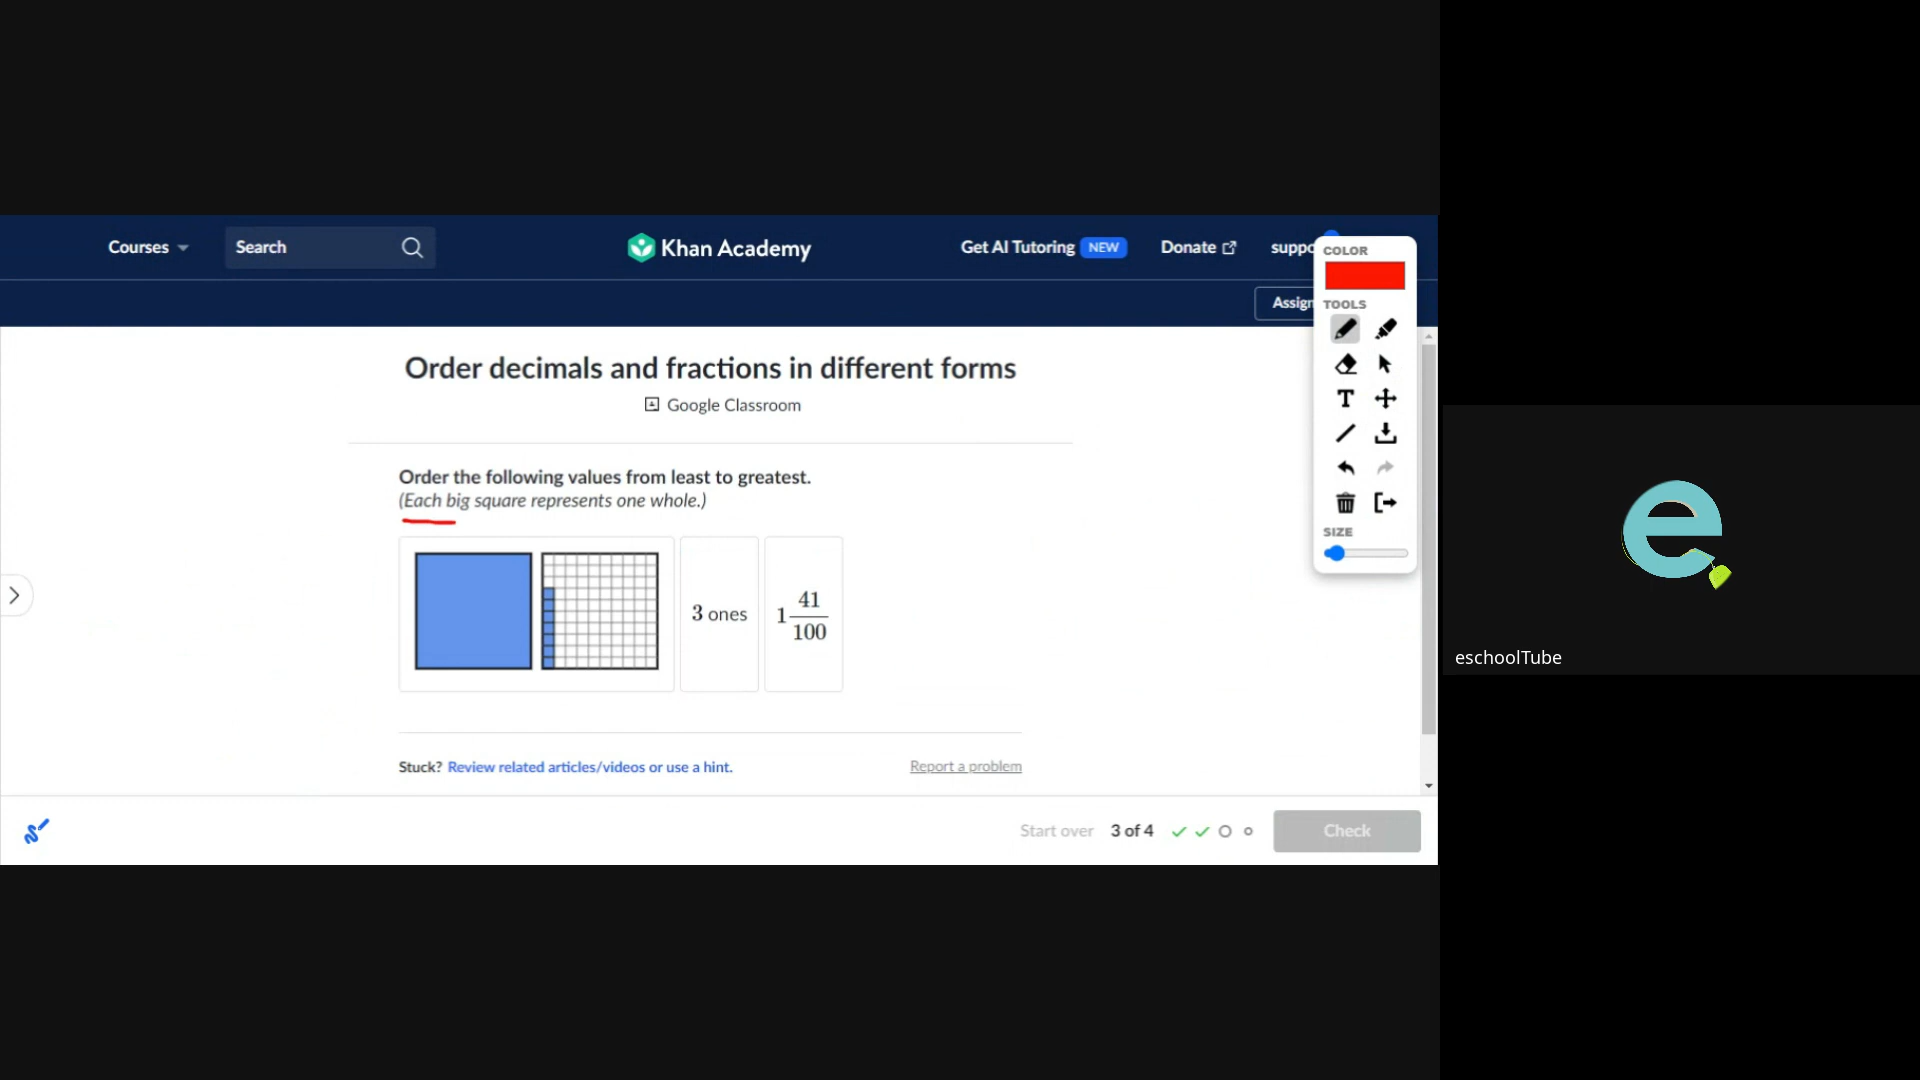 Courses
Search
Khan Academy
Get AI Tutoring NEW
Donate
suppo
Assign
COLOR
TOOLS
SIZE
Order decimals and fractions in different forms
Google Classroom
Order the following values from least to greatest.
(Each big square represents one whole.)
3 ones
1 41/100
Stuck? Review related articles/videos or use a hint.
Report a problem
Start over
3 of 4
Check
eschoolTube